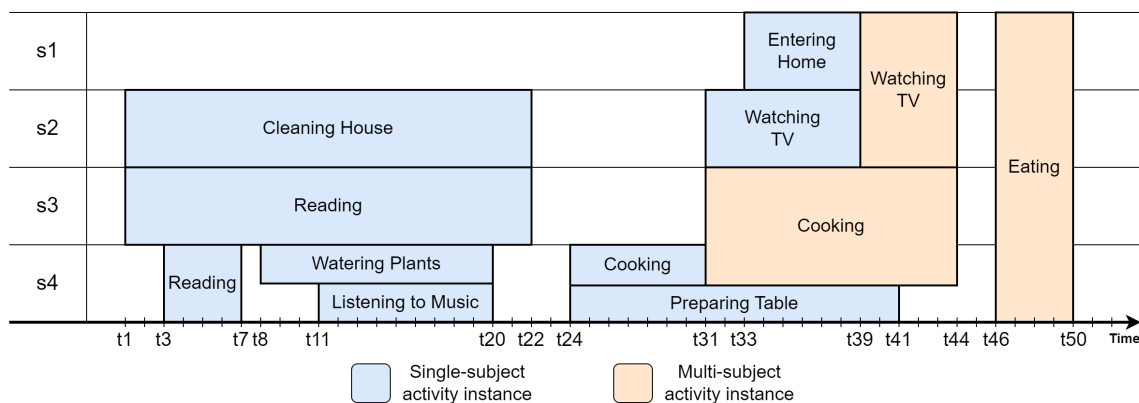 s1
Entering
Home
Watching
TV
s2
Cleaning House
Watching
TV
Eating
s3
Reading
Cooking
s4
Reading
Watering Plants
Listening to Music
Cooking
Preparing Table
t1 t3 t7 t8 t11 t20 t22 t24 t31 t33 t39 t41 t44 t46 t50 Time
Single-subject
activity instance
Multi-subject
activity instance